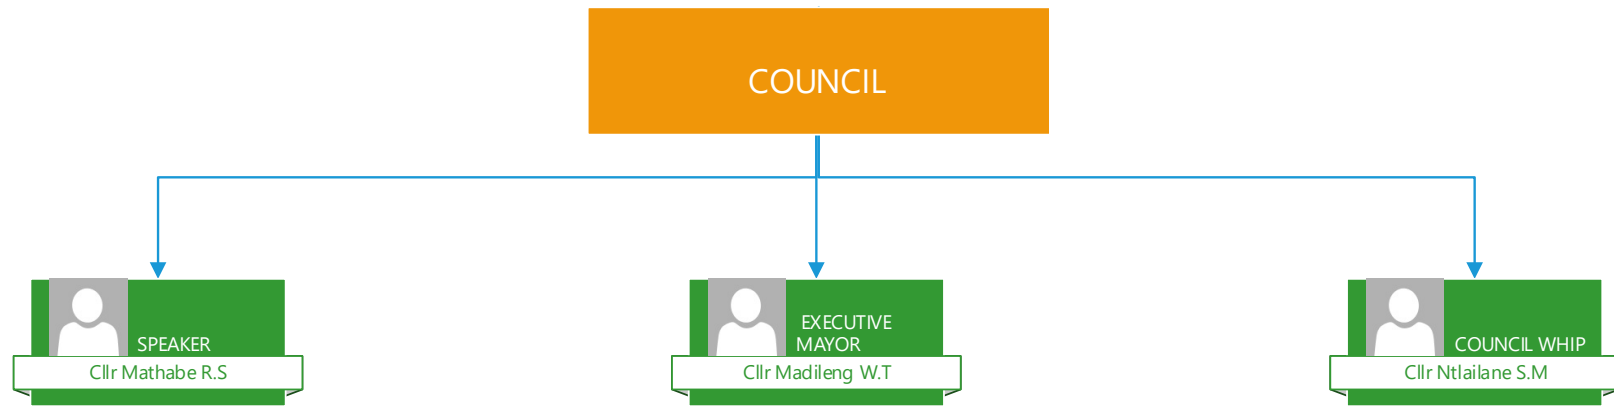 COUNCIL
SPEAKER
Cllr Mathabe R.S
EXECUTIVE
MAYOR
Cllr Madileng W.T
COUNCIL WHIP
Cllr Ntlailane S.M